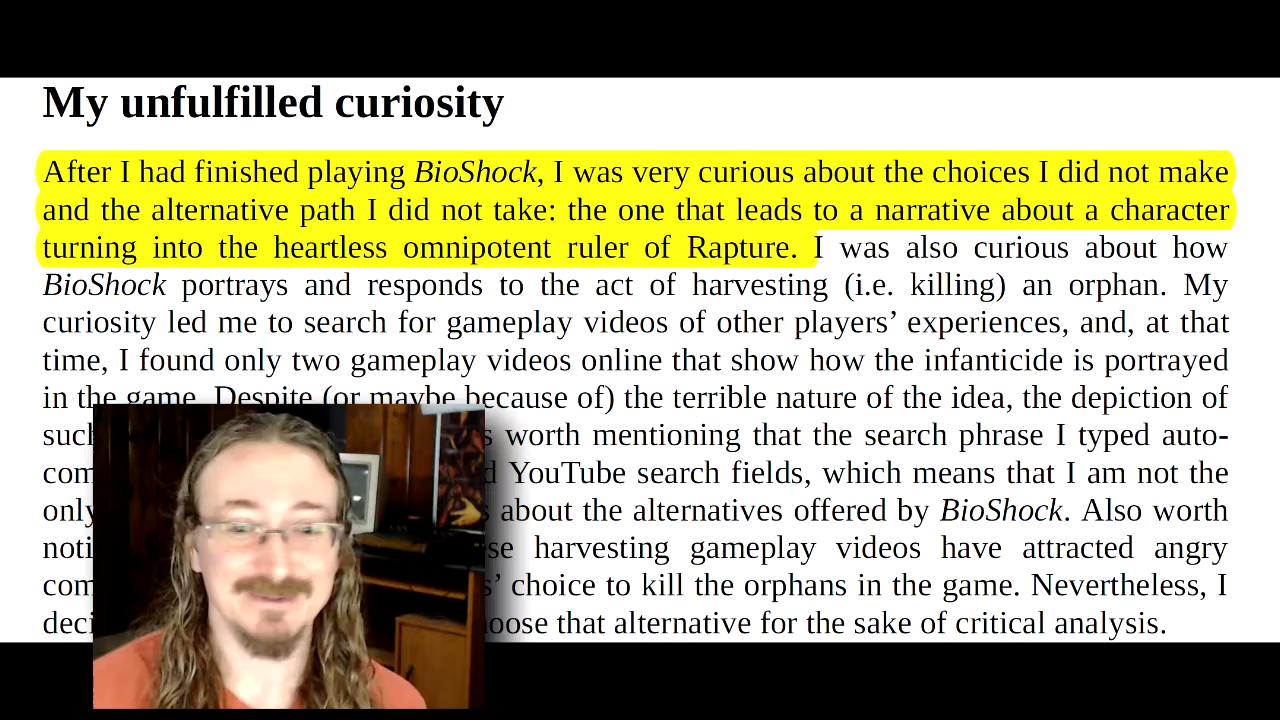 My unfulfilled curiosity
After I had finished playing BioShock, I was very curious about the choices I did not make
and the alternative path I did not take: the one that leads to a narrative about a character
turning into the heartless omnipotent ruler of Rapture. I was also curious about how
BioShock portrays and responds to the act of harvesting (i.e. killing) an orphan. My
curiosity led me to search for gameplay videos of other players’ experiences, and, at that
time, I found only two gameplay videos online that show how the infanticide is portrayed
in the game. Despite (or maybe because of) the terrible nature of the idea, the depiction of
worth mentioning that the search phrase I typed auto-
YouTube search fields, which means that I am not the
about the alternatives offered by BioShock. Also worth
harvesting gameplay videos have attracted angry
choice to kill the orphans in the game. Nevertheless, I
that alternative for the sake of critical analysis.